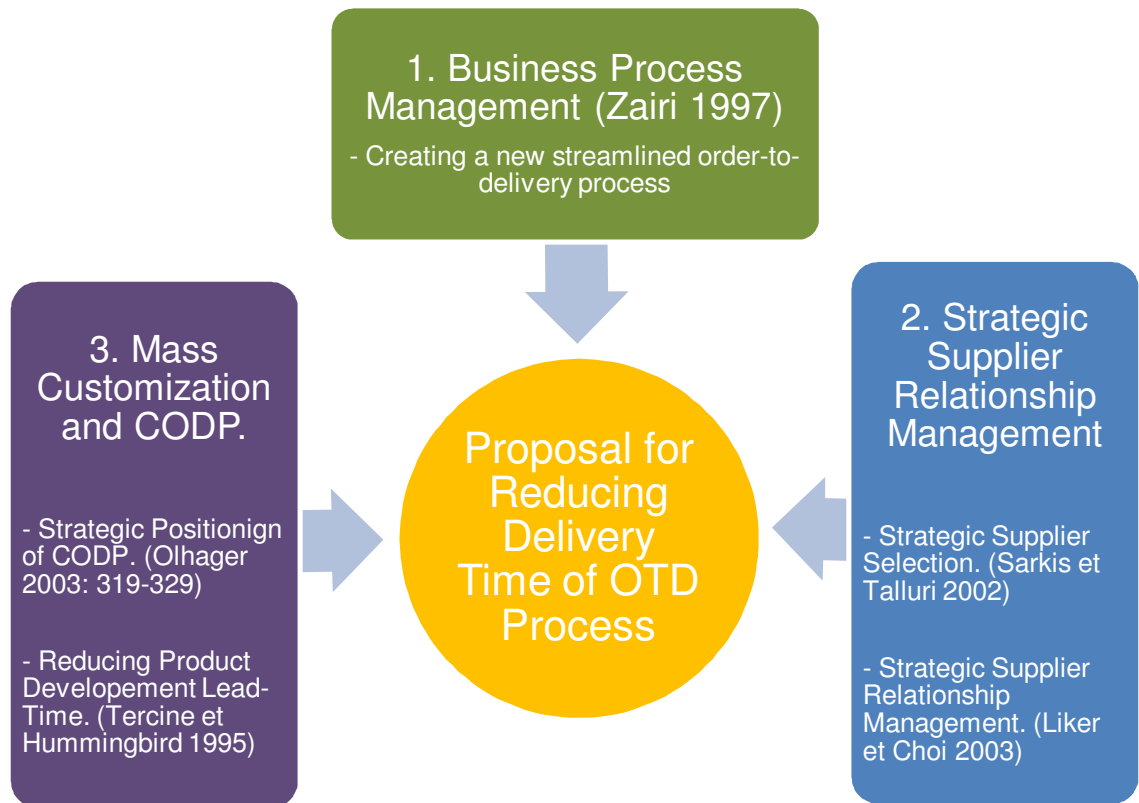 1. Business Process
Management (Zairi 1997)
- Creating a new streamlined order-to-
delivery process
2. Strategic
Supplier
Relationship
Management
- Strategic Supplier
Selection. (Sarkis et
Talluri 2002)
- Strategic Supplier
Relationship
Management. (Liker
et Choi 2003)
3. Mass
Customization
and CODP.
- Strategic Positionign
of CODP. (Olhager
2003: 319-329)
- Reducing Product
Developement Lead-
Time. (Tercine et
Hummingbird 1995)
Proposal for
Reducing
Delivery
Time of OTD
Process